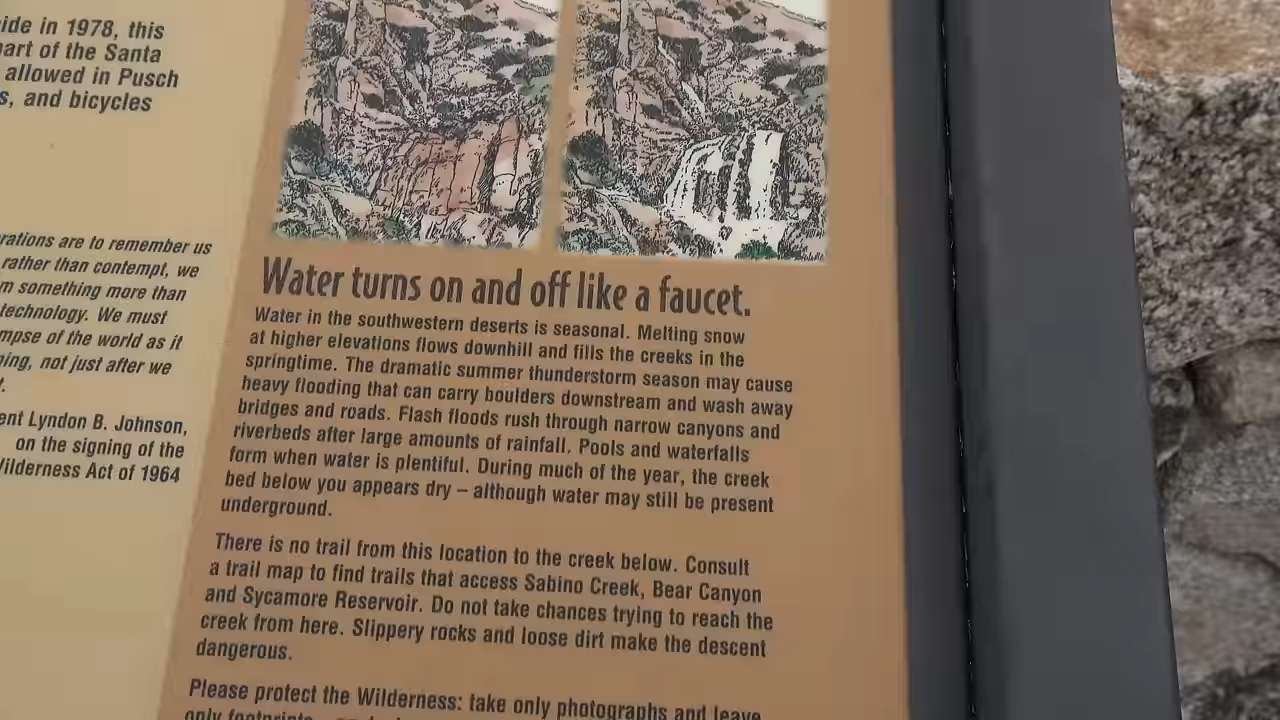 ide in 1978, this
art of the Santa
allowed in Pusch
s, and bicycles
rations are to remember us
rather than contempt, we
m something more than
technology. We must
mpse of the world as it
ing, not just after we
ent Lyndon B. Johnson,
on the signing of the
Wilderness Act of 1964
Water turns on and off like a faucet.
Water in the southwestern deserts is seasonal. Melting snow
at higher elevations flows downhill and fills the creeks in the
springtime. The dramatic summer thunderstorm season may cause
heavy flooding that can carry boulders downstream and wash away
bridges and roads. Flash floods rush through narrow canyons and
riverbeds after large amounts of rainfall. Pools and waterfalls
form when water is plentiful. During much of the year, the creek
bed below you appears dry – although water may still be present
underground.
There is no trail from this location to the creek below. Consult
a trail map to find trails that access Sabino Creek, Bear Canyon
and Sycamore Reservoir. Do not take chances trying to reach the
creek from here. Slippery rocks and loose dirt make the descent
dangerous.
Please protect the Wilderness: take only photographs and leave
only footprints